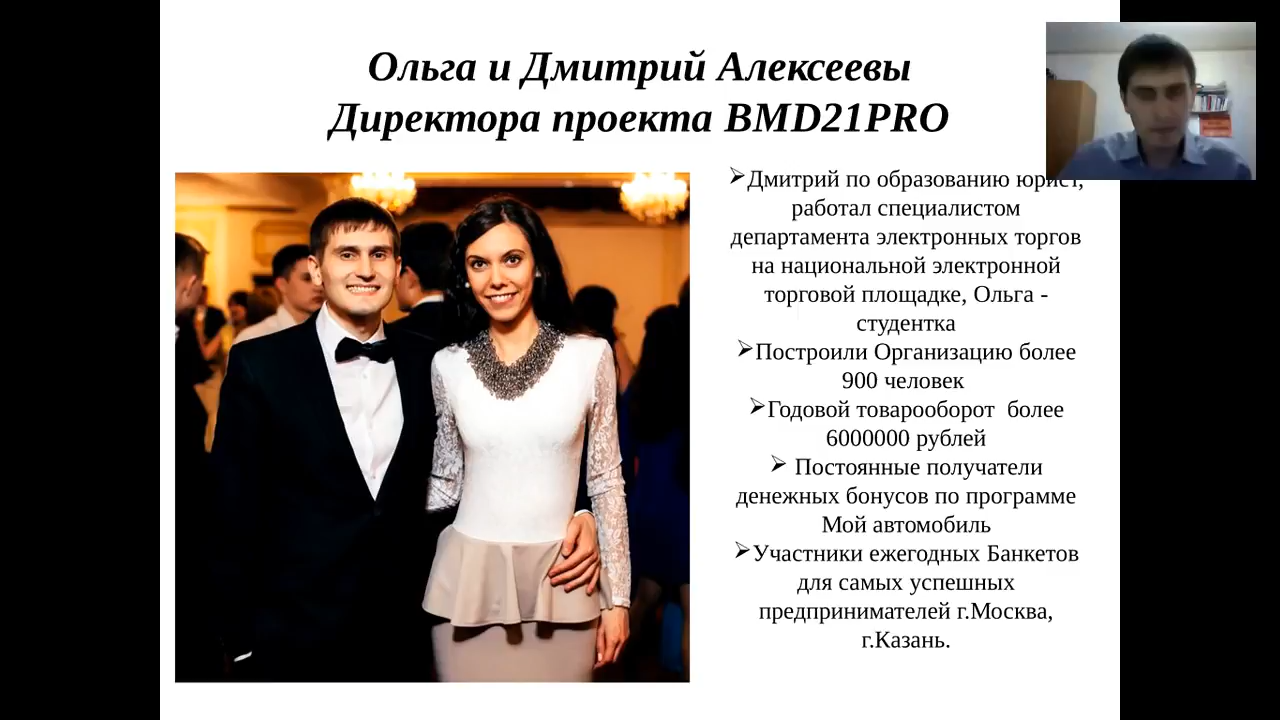 Ольга и Дмитрий Алексеевы
Директора проекта BMD21PRO
➢Дмитрий по образованию юрист,
работал специалистом
департамента электронных торгов
на национальной электронной
торговой площадке, Ольга -
студентка
➢Построили Организацию более
900 человек
➢Годовой товарооборот  более
6000000 рублей
➢ Постоянные получатели
денежных бонусов по программе
Мой автомобиль
➢Участники ежегодных Банкетов
для самых успешных
предпринимателей г.Москва,
г.Казань.